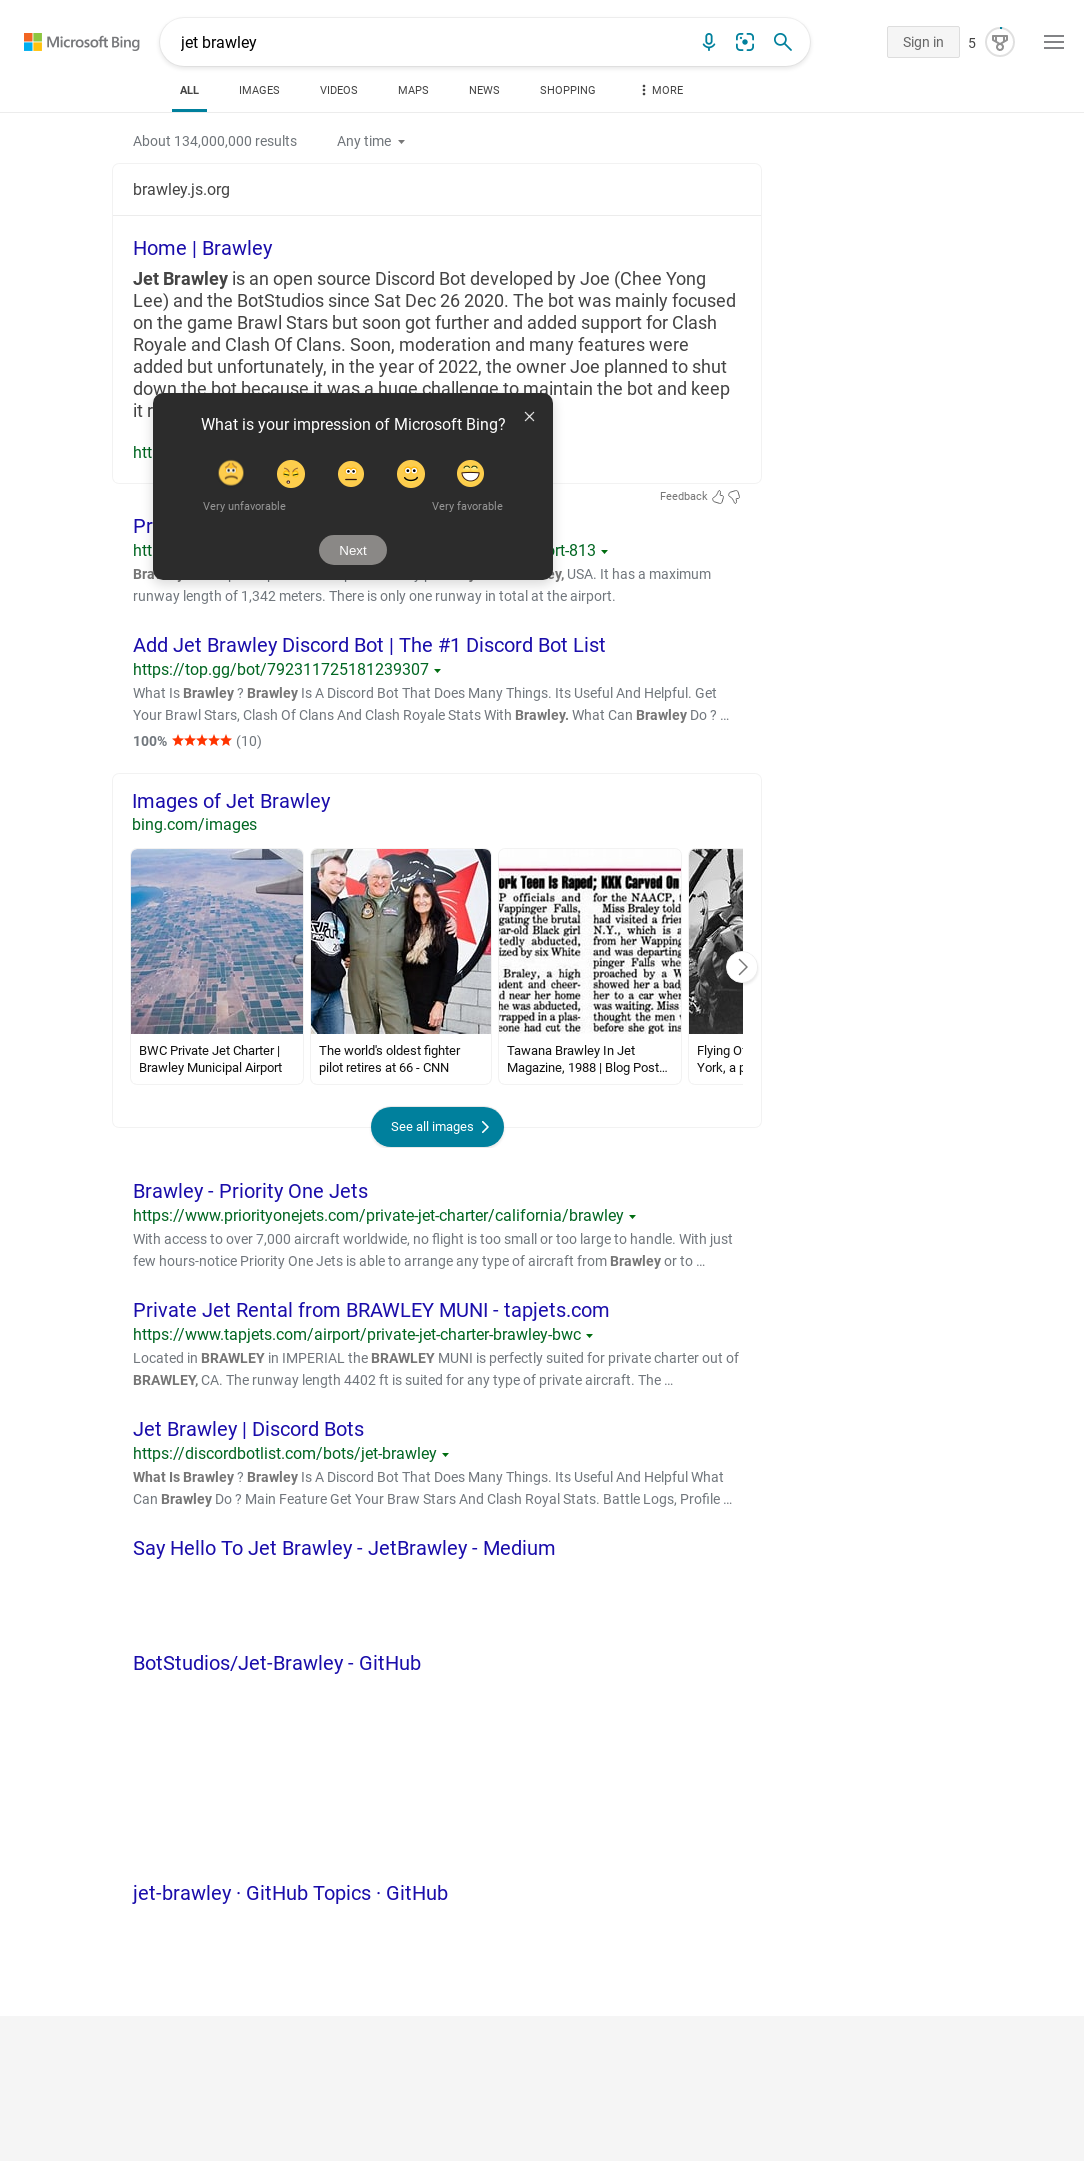 Microsoft Bing
jet brawley
Sign in
5
ALL
IMAGES
VIDEOS
MAPS
NEWS
SHOPPING
MORE
About 134,000,000 results
Any time
brawley.js.org
Home | Brawley
Jet Brawley is an open source Discord Bot developed by Joe (Chee Yong
Lee) and the BotStudios since Sat Dec 26 2020. The bot was mainly focused
on the game Brawl Stars but soon got further and added support for Clash
Royale and Clash Of Clans. Soon, moderation and many features were
added but unfortunately, in the year of 2022, the owner Joe planned to shut
down the bot because it was a huge challenge to maintain the bot and keep
it
What is your impression of Microsoft Bing?
Very unfavorable
Very favorable
Next
Feedback
ort-813
USA. It has a maximum
runway length of 1,342 meters. There is only one runway in total at the airport.
Add Jet Brawley Discord Bot | The #1 Discord Bot List
https://top.gg/bot/792311725181239307
What Is Brawley ? Brawley Is A Discord Bot That Does Many Things. Its Useful And Helpful. Get
Your Brawl Stars, Clash Of Clans And Clash Royale Stats With Brawley. What Can Brawley Do ? …
100% (10)
Images of Jet Brawley
bing.com/images
ork Teen Is Raped; KKK Carved On
P officials and
Wappinger Falls,
gating the brutal
ear-old Black girl
tedly abducted,
ized by six White
Braley, a high
dent and cheer-
d near her home
he was abducted,
wrapped in a plas-
eone had cut the
for the NAACP,
Miss Braley told
had visited a frie
N.Y., which is a
from her Wapping
and was departing
pinger Falls whe
proached by a W
showed her a bad
her to a car wher
was waiting. Miss
thought the men
before she got ins
BWC Private Jet Charter |
Brawley Municipal Airport
The world's oldest fighter
pilot retires at 66 - CNN
Tawana Brawley In Jet
Magazine, 1988 | Blog Post…
Flying O
York, a p
See all images
Brawley - Priority One Jets
https://www.priorityonejets.com/private-jet-charter/california/brawley
With access to over 7,000 aircraft worldwide, no flight is too small or too large to handle. With just
few hours-notice Priority One Jets is able to arrange any type of aircraft from Brawley or to …
Private Jet Rental from BRAWLEY MUNI - tapjets.com
https://www.tapjets.com/airport/private-jet-charter-brawley-bwc
Located in BRAWLEY in IMPERIAL the BRAWLEY MUNI is perfectly suited for private charter out of
BRAWLEY, CA. The runway length 4402 ft is suited for any type of private aircraft. The …
Jet Brawley | Discord Bots
https://discordbotlist.com/bots/jet-brawley
What Is Brawley ? Brawley Is A Discord Bot That Does Many Things. Its Useful And Helpful What
Can Brawley Do ? Main Feature Get Your Braw Stars And Clash Royal Stats. Battle Logs, Profile …
Say Hello To Jet Brawley - JetBrawley - Medium
BotStudios/Jet-Brawley - GitHub
jet-brawley · GitHub Topics · GitHub